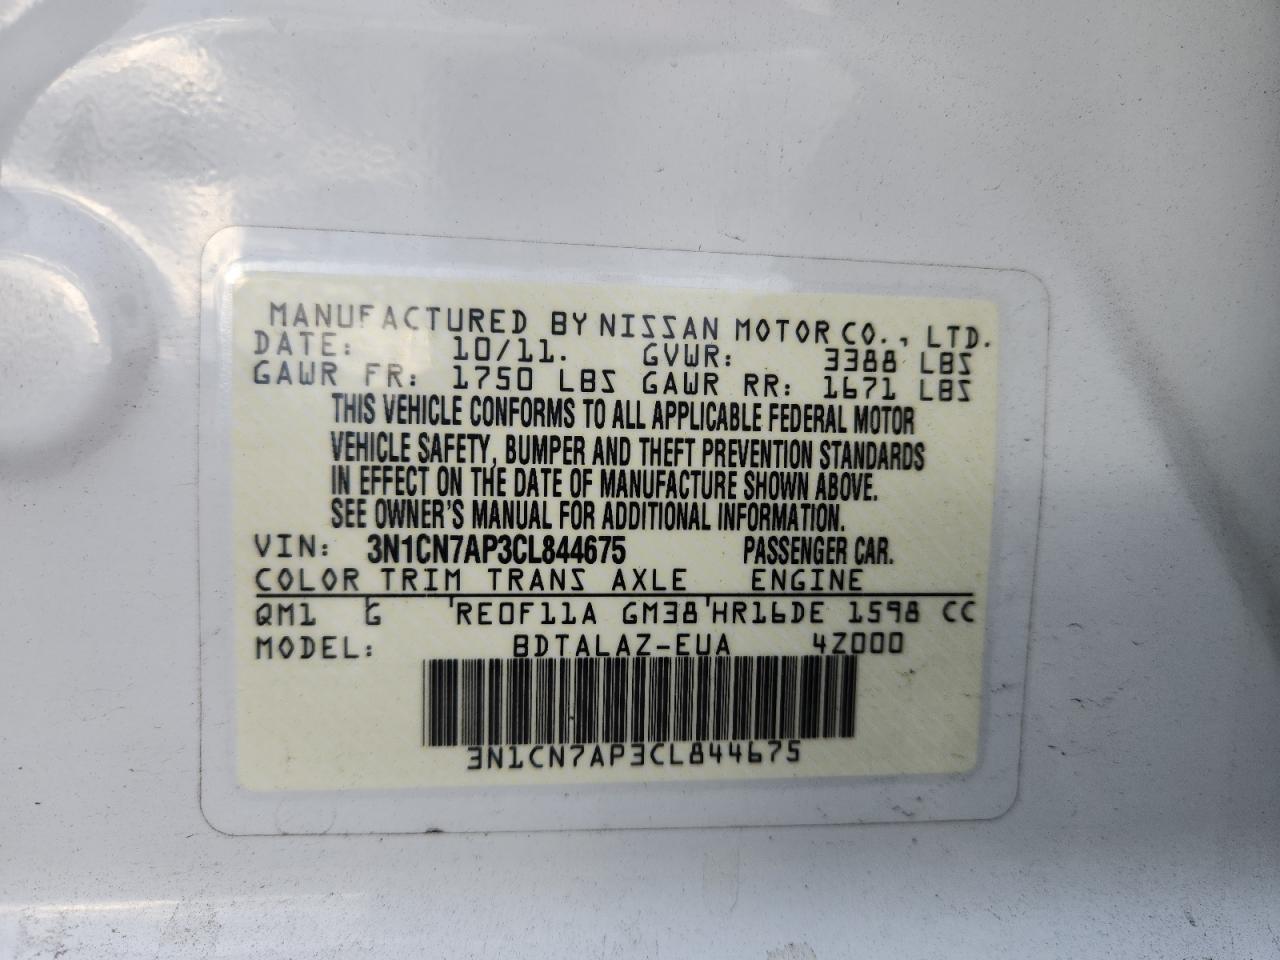 MANUFACTURED BY NISSAN MOTOR CO., LTD.
DATE: 10/11. GVWR: 3388 LBS
GAWR FR: 1750 LBS GAWR RR: 1671 LBS
THIS VEHICLE CONFORMS TO ALL APPLICABLE FEDERAL MOTOR
VEHICLE SAFETY, BUMPER AND THEFT PREVENTION STANDARDS
IN EFFECT ON THE DATE OF MANUFACTURE SHOWN ABOVE.
SEE OWNER'S MANUAL FOR ADDITIONAL INFORMATION.
VIN: 3N1CN7AP3CL844675 PASSENGER CAR.
COLOR TRIM TRANS AXLE ENGINE
QM1 G RE0F11A GM38 HR16DE 1598 CC
MODEL: BDTALAZ-EUA 4Z000
3N1CN7AP3CL844675